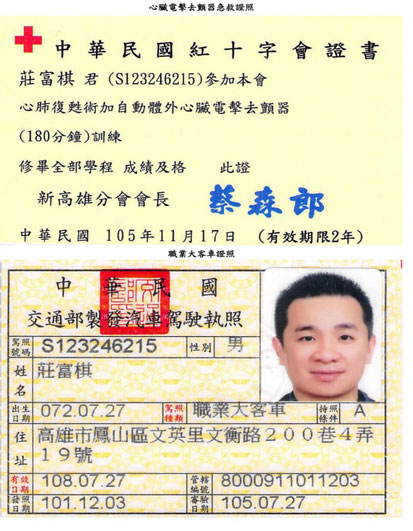 心臟電擊去顫器急救證照
中華民國紅十字會證書
莊富棋 君 (S123246215)參加本會
心肺復甦術加自動體外心臟電擊去顫器
(180分鐘)訓練
修畢全部學程 成績及格 此證
新高雄分會會長 蔡森郎
中華民國 105年11月17日 (有效期限2年)
職業大客車證照
中華民國
交通部製發汽車駕駛執照
駕照號碼 S123246215 性別 男
姓名 莊富棋
出生日期 072.07.27 駕照種類 職業大客車 持照條件 A
住址 高雄市鳳山區文英里文衡路200巷4弄
19號
有效日期 108.07.27 管轄編號 8000911011203
發照日期 101.12.03 審驗日期 105.07.27